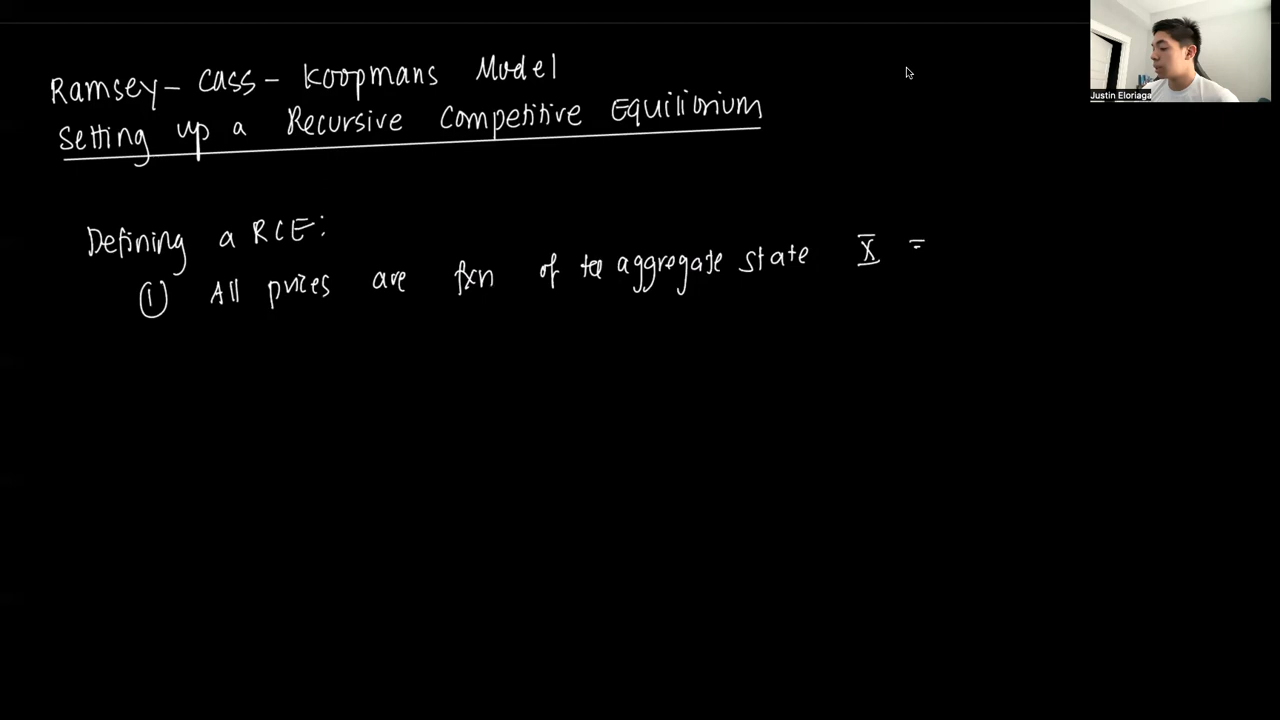 Ramsey - Cass - Koopmans Model
Setting up a Recursive Competitive Equilibrium
Justin Eloriaga
Defining a RCE:
① All prices are fxn of the aggregate state X =